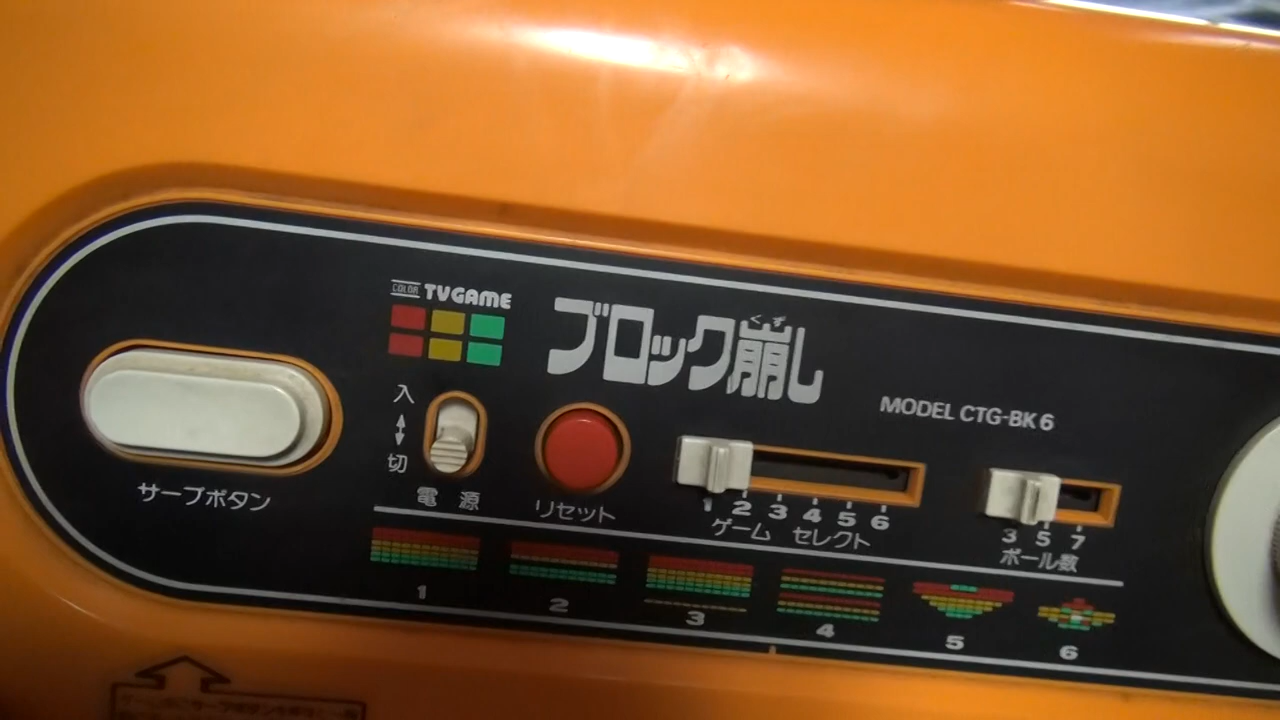 COLOR TVGAME
ブロック崩し
くず
MODEL CTG-BK 6
入
切
電源
サーブボタン
リセット
1 2 3 4 5 6
ゲーム セレクト
3 5 7
ボール数
1 2 3 4 5 6